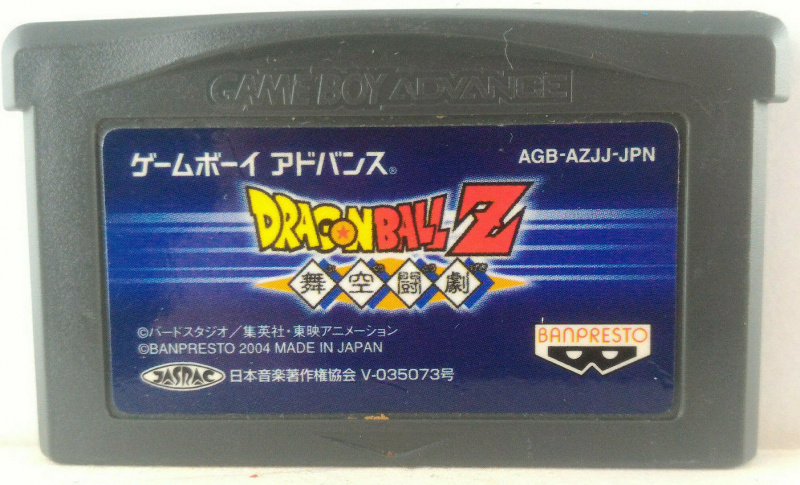 GAME BOY ADVANCE
ゲームボーイ アドバンス®
AGB-AZJJ-JPN
DRAGON BALL Z
舞空闘劇
©バードスタジオ／集英社・東映アニメーション
©BANPRESTO 2004 MADE IN JAPAN
BANPRESTO
JASRAC 日本音楽著作権協会 V-035073号